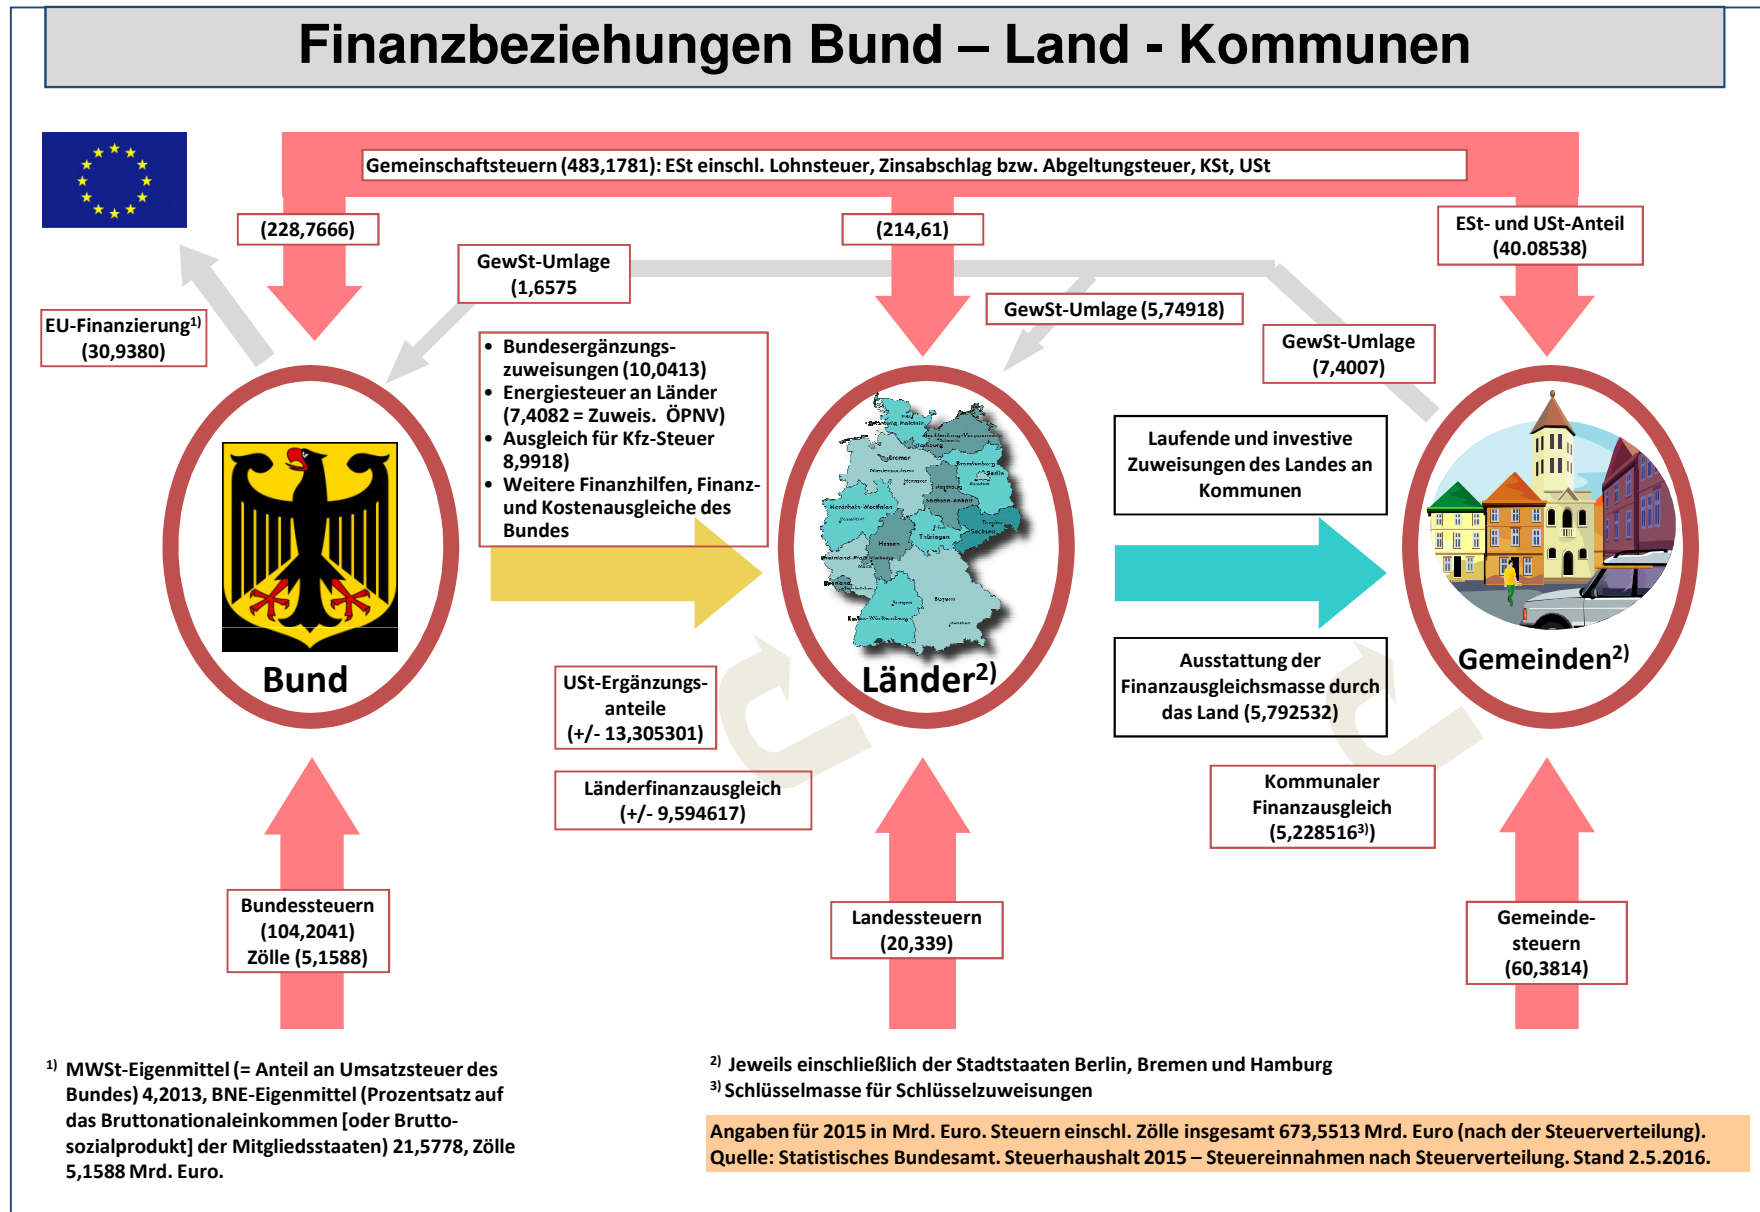 Finanzbeziehungen Bund – Land - Kommunen
Gemeinschaftsteuern (483,1781): ESt einschl. Lohnsteuer, Zinsabschlag bzw. Abgeltungsteuer, KSt, USt
(228,7666)
(214,61)
ESt- und USt-Anteil
(40.08538)
GewSt-Umlage
(1,6575
GewSt-Umlage (5,74918)
GewSt-Umlage
(7,4007)
EU-Finanzierung1)
(30,9380)
• Bundesergänzungs-
zuweisungen (10,0413)
• Energiesteuer an Länder
(7,4082 = Zuweis. ÖPNV)
• Ausgleich für Kfz-Steuer
8,9918)
• Weitere Finanzhilfen, Finanz-
und Kostenausgleiche des
Bundes
Laufende und investive
Zuweisungen des Landes an
Kommunen
Bund
Länder2)
Gemeinden2)
USt-Ergänzungs-
anteile
(+/- 13,305301)
Ausstattung der
Finanzausgleichsmasse durch
das Land (5,792532)
Länderfinanzausgleich
(+/- 9,594617)
Kommunaler
Finanzausgleich
(5,2285163))
Bundessteuern
(104,2041)
Zölle (5,1588)
Landessteuern
(20,339)
Gemeinde-
steuern
(60,3814)
1) MWSt-Eigenmittel (= Anteil an Umsatzsteuer des
Bundes) 4,2013, BNE-Eigenmittel (Prozentsatz auf
das Bruttonationaleinkommen [oder Brutto-
sozialprodukt] der Mitgliedsstaaten) 21,5778, Zölle
5,1588 Mrd. Euro.
2) Jeweils einschließlich der Stadtstaaten Berlin, Bremen und Hamburg
3) Schlüsselmasse für Schlüsselzuweisungen
Angaben für 2015 in Mrd. Euro. Steuern einschl. Zölle insgesamt 673,5513 Mrd. Euro (nach der Steuerverteilung).
Quelle: Statistisches Bundesamt. Steuerhaushalt 2015 – Steuereinnahmen nach Steuerverteilung. Stand 2.5.2016.